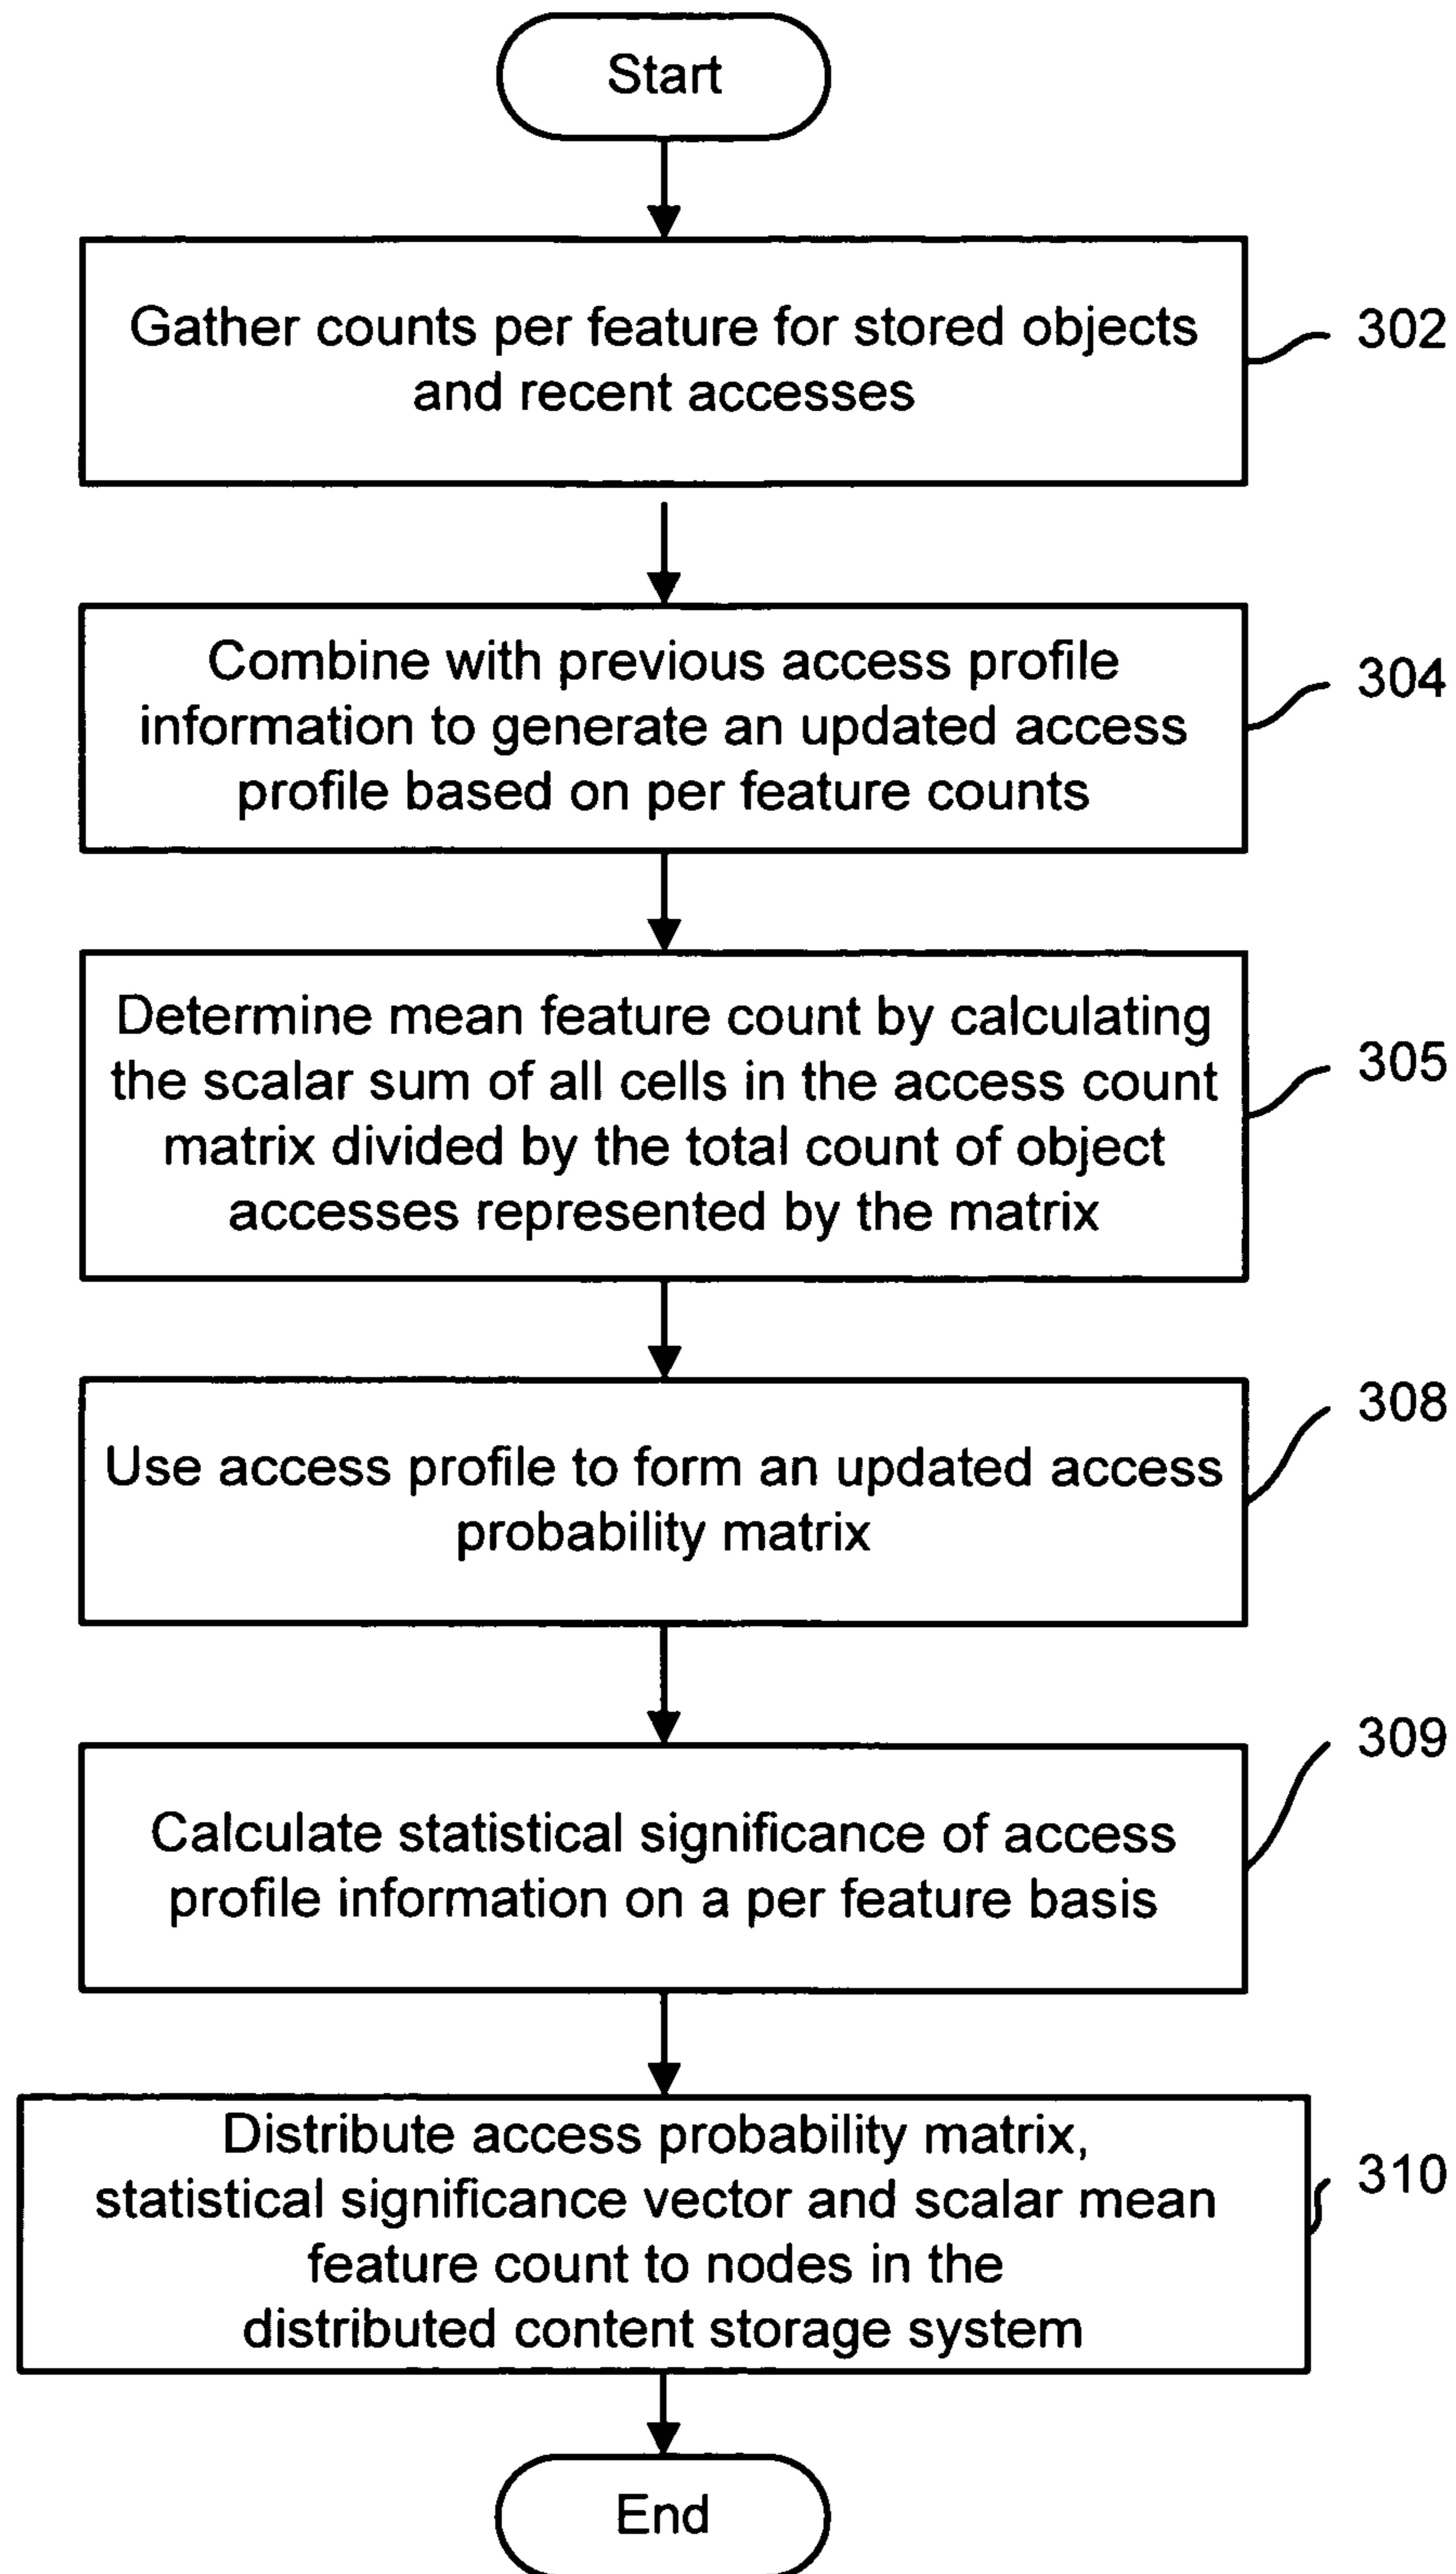 Start
Gather counts per feature for stored objects
and recent accesses
302
Combine with previous access profile
information to generate an updated access
profile based on per feature counts
304
Determine mean feature count by calculating
the scalar sum of all cells in the access count
matrix divided by the total count of object
accesses represented by the matrix
305
Use access profile to form an updated access
probability matrix
308
Calculate statistical significance of access
profile information on a per feature basis
309
Distribute access probability matrix,
statistical significance vector and scalar mean
feature count to nodes in the
distributed content storage system
310
End